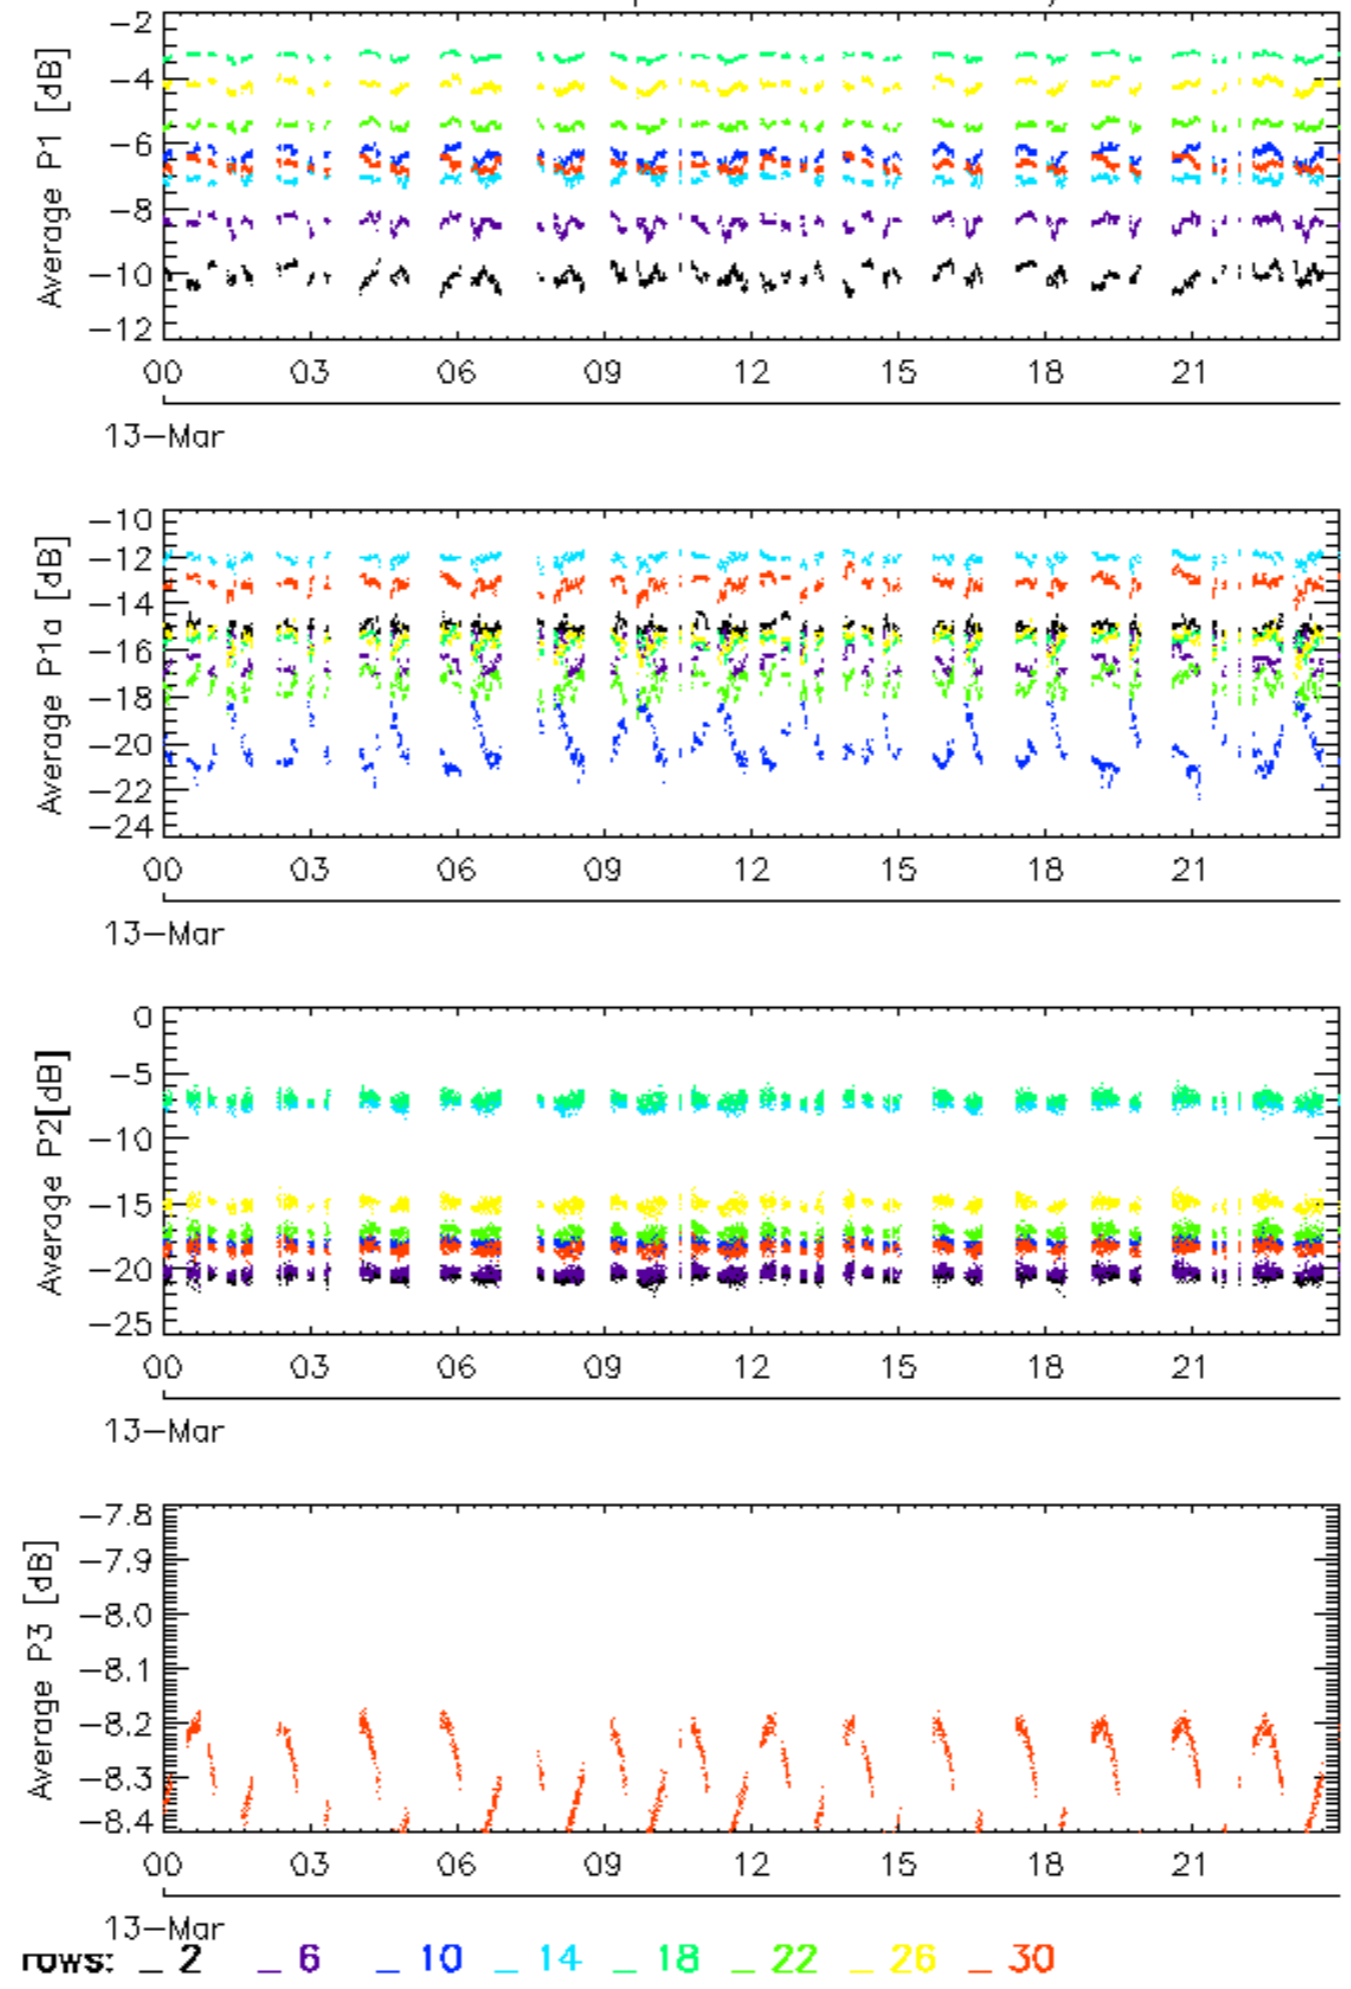 Average P1 [dB]
-2
-4
-6
-8
-10
-12
00 03 06 09 12 15 18 21
13-Mar
Average P1a [dB]
-10
-12
-14
-16
-18
-20
-22
-24
00 03 06 09 12 15 18 21
13-Mar
Average P2[dB]
0
-5
-10
-15
-20
-25
00 03 06 09 12 15 18 21
13-Mar
Average P3 [dB]
-7.8
-7.9
-8.0
-8.1
-8.2
-8.3
-8.4
00 03 06 09 12 15 18 21
13-Mar
rows: _ 2 _ 6 _ 10 _ 14 _ 18 _ 22 _ 26 _ 30